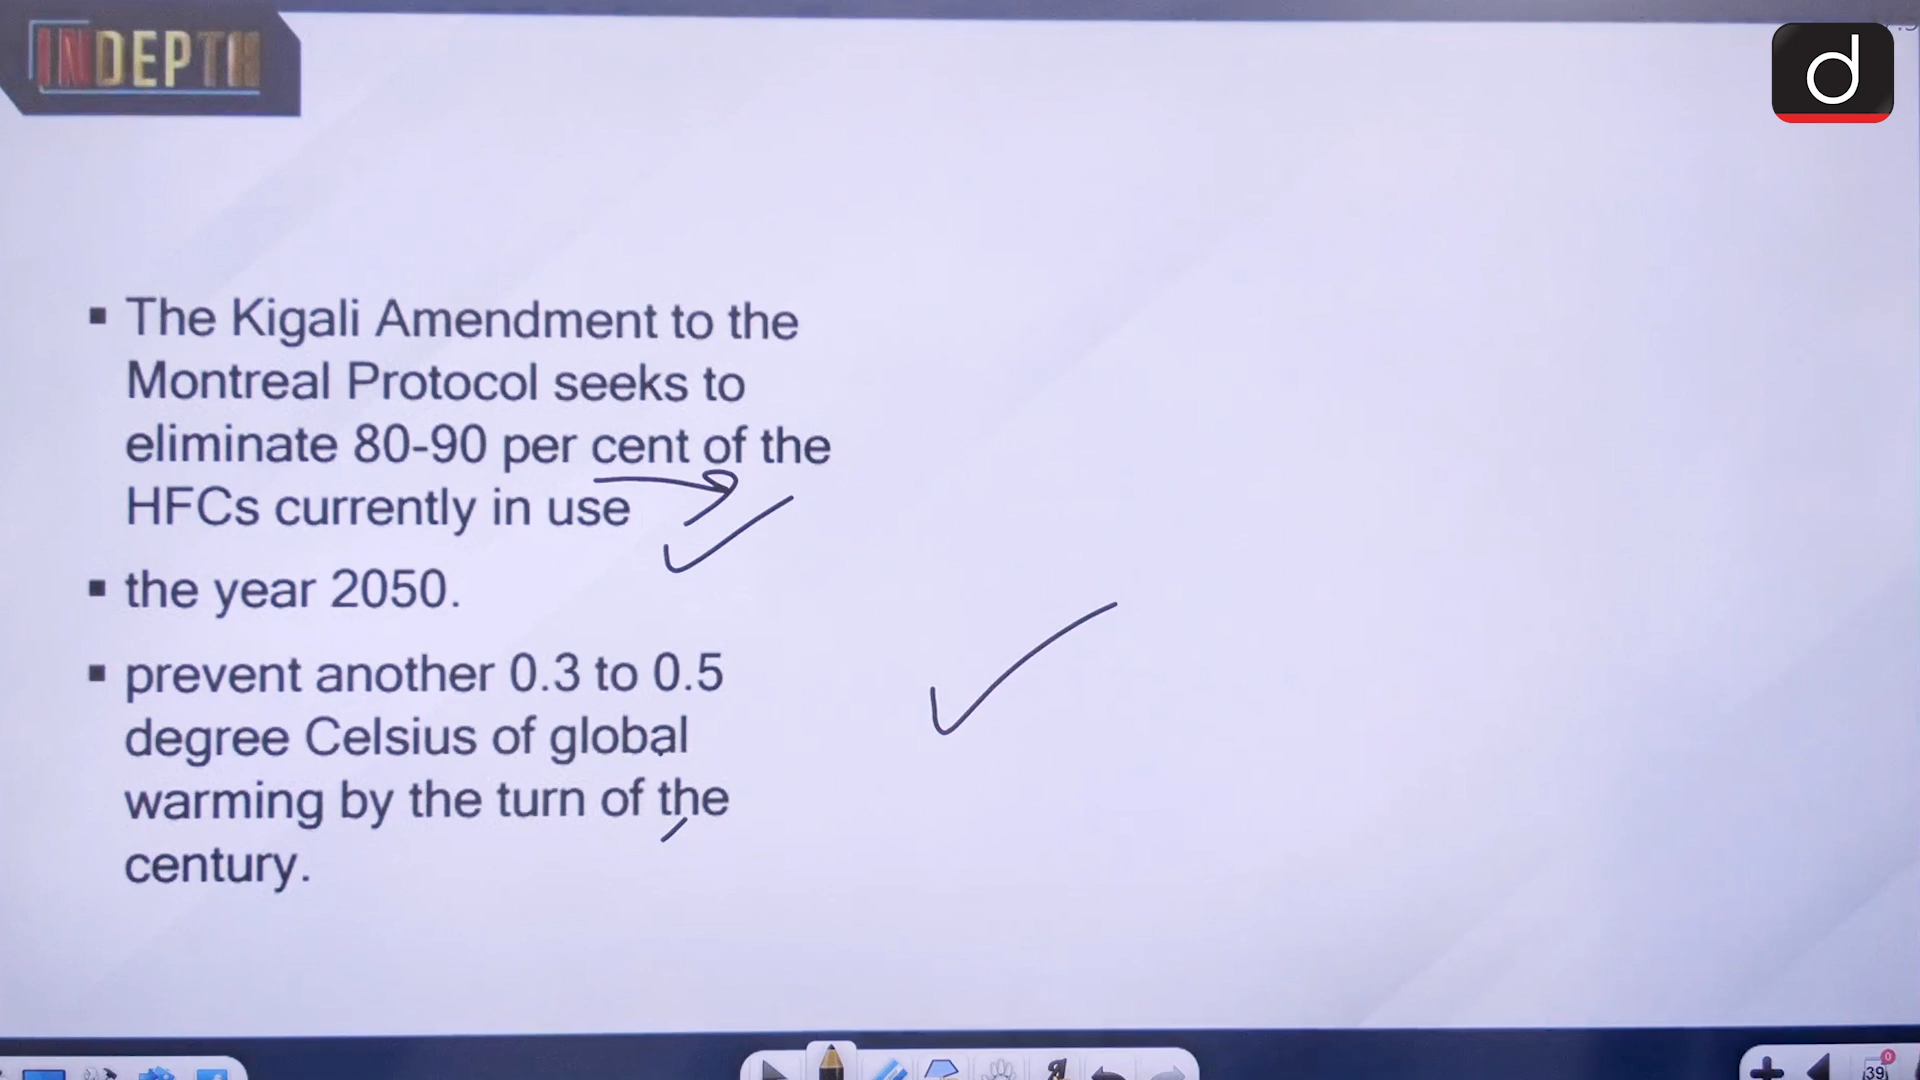 INDEPTH
d
▪ The Kigali Amendment to the
Montreal Protocol seeks to
eliminate 80-90 per cent of the
HFCs currently in use
▪ the year 2050.
▪ prevent another 0.3 to 0.5
degree Celsius of global
warming by the turn of the
century.
39
0